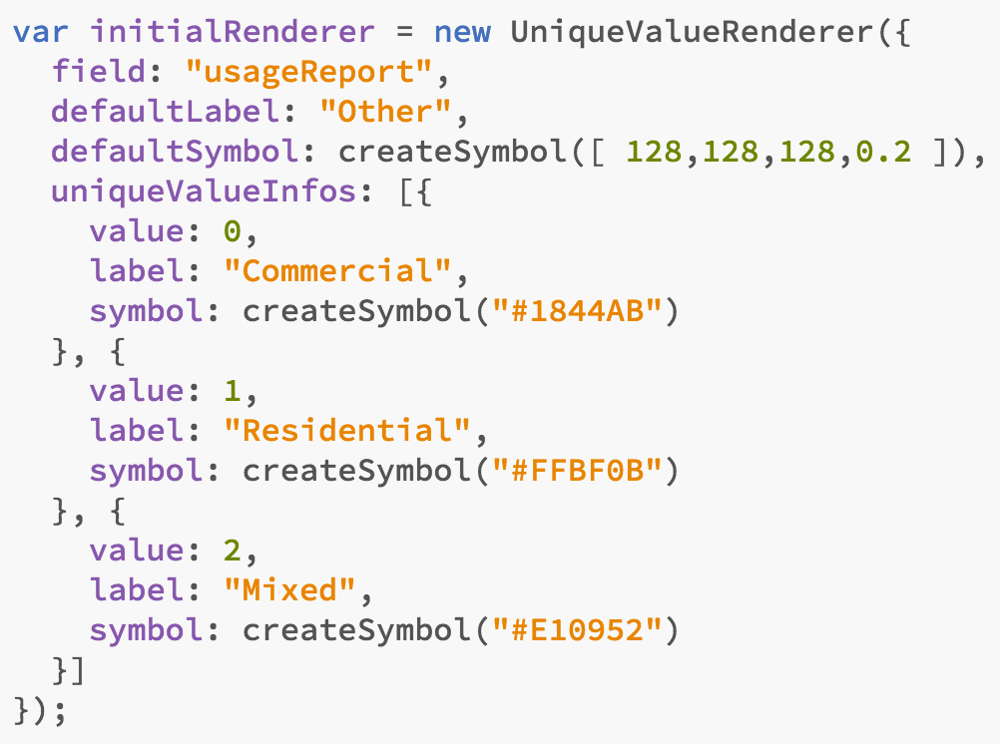 var initialRenderer = new UniqueValueRenderer({
  field: "usageReport",
  defaultLabel: "Other",
  defaultSymbol: createSymbol([ 128,128,128,0.2 ]),
  uniqueValueInfos: [{
    value: 0,
    label: "Commercial",
    symbol: createSymbol("#1844AB")
  }, {
    value: 1,
    label: "Residential",
    symbol: createSymbol("#FFBF0B")
  }, {
    value: 2,
    label: "Mixed",
    symbol: createSymbol("#E10952")
  }]
});